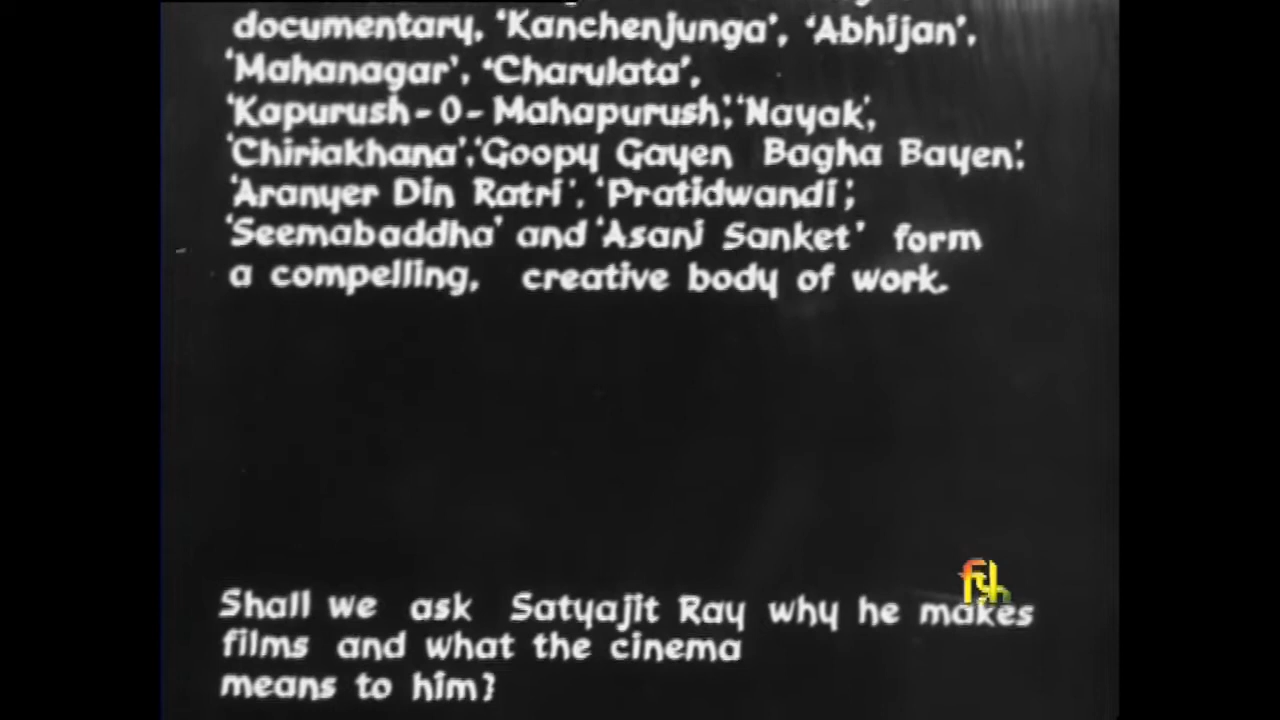 documentary, 'Kanchenjunga', 'Abhijan',
'Mahanagar', 'Charulata',
'Kapurush-O-Mahapurush', 'Nayak',
'Chiriakhana', 'Goopy Gayen Bagha Bayen',
'Aranyer Din Ratri', 'Pratidwandi',
'Seemabaddha' and 'Asani Sanket' form
a compelling, creative body of work.
Shall we ask Satyajit Ray why he makes
films and what the cinema
means to him?